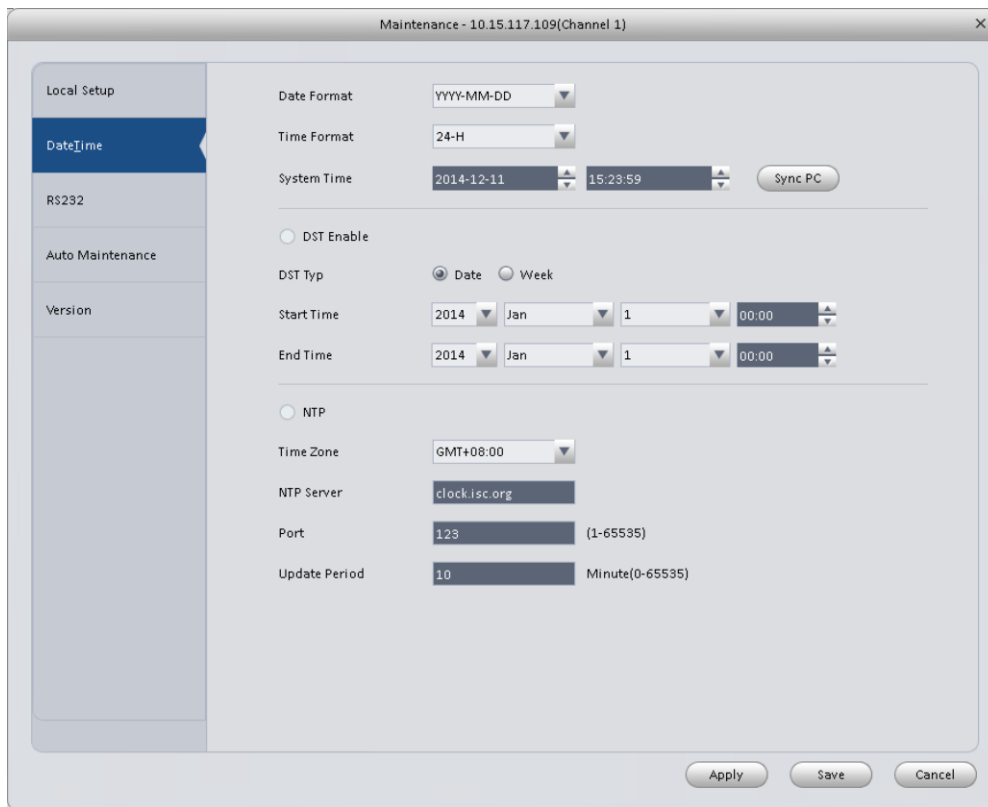 Maintenance - 10.15.117.109(Channel 1)
Local Setup
DateTime
RS232
Auto Maintenance
Version
Date Format YYYY-MM-DD
Time Format 24-H
System Time 2014-12-11 15:23:59 Sync PC
DST Enable
DST Typ Date Week
Start Time 2014 Jan 1 00:00
End Time 2014 Jan 1 00:00
NTP
Time Zone GMT+08:00
NTP Server clock.isc.org
Port 123 (1-65535)
Update Period 10 Minute(0-65535)
Apply Save Cancel